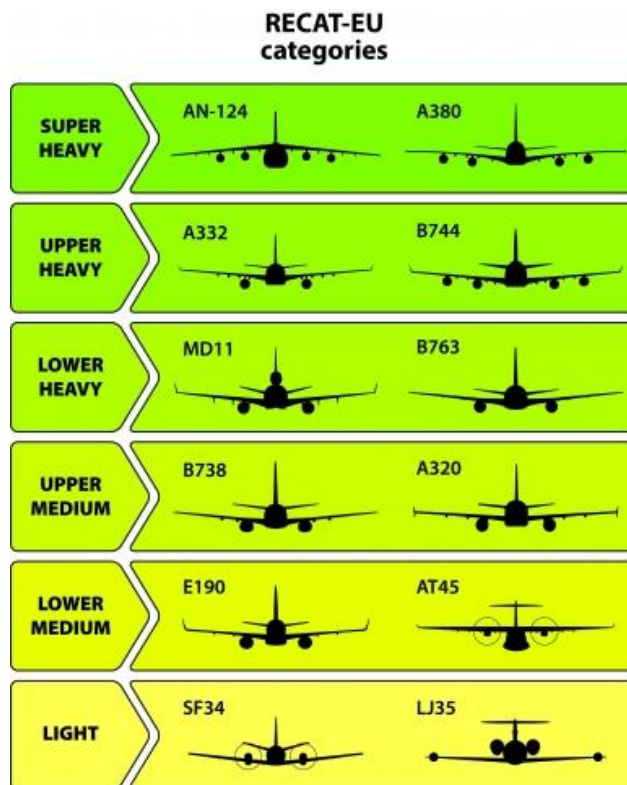 RECAT-EU
categories
SUPER
HEAVY
AN-124
A380
UPPER
HEAVY
A332
B744
LOWER
HEAVY
MD11
B763
UPPER
MEDIUM
B738
A320
LOWER
MEDIUM
E190
AT45
LIGHT
SF34
LJ35